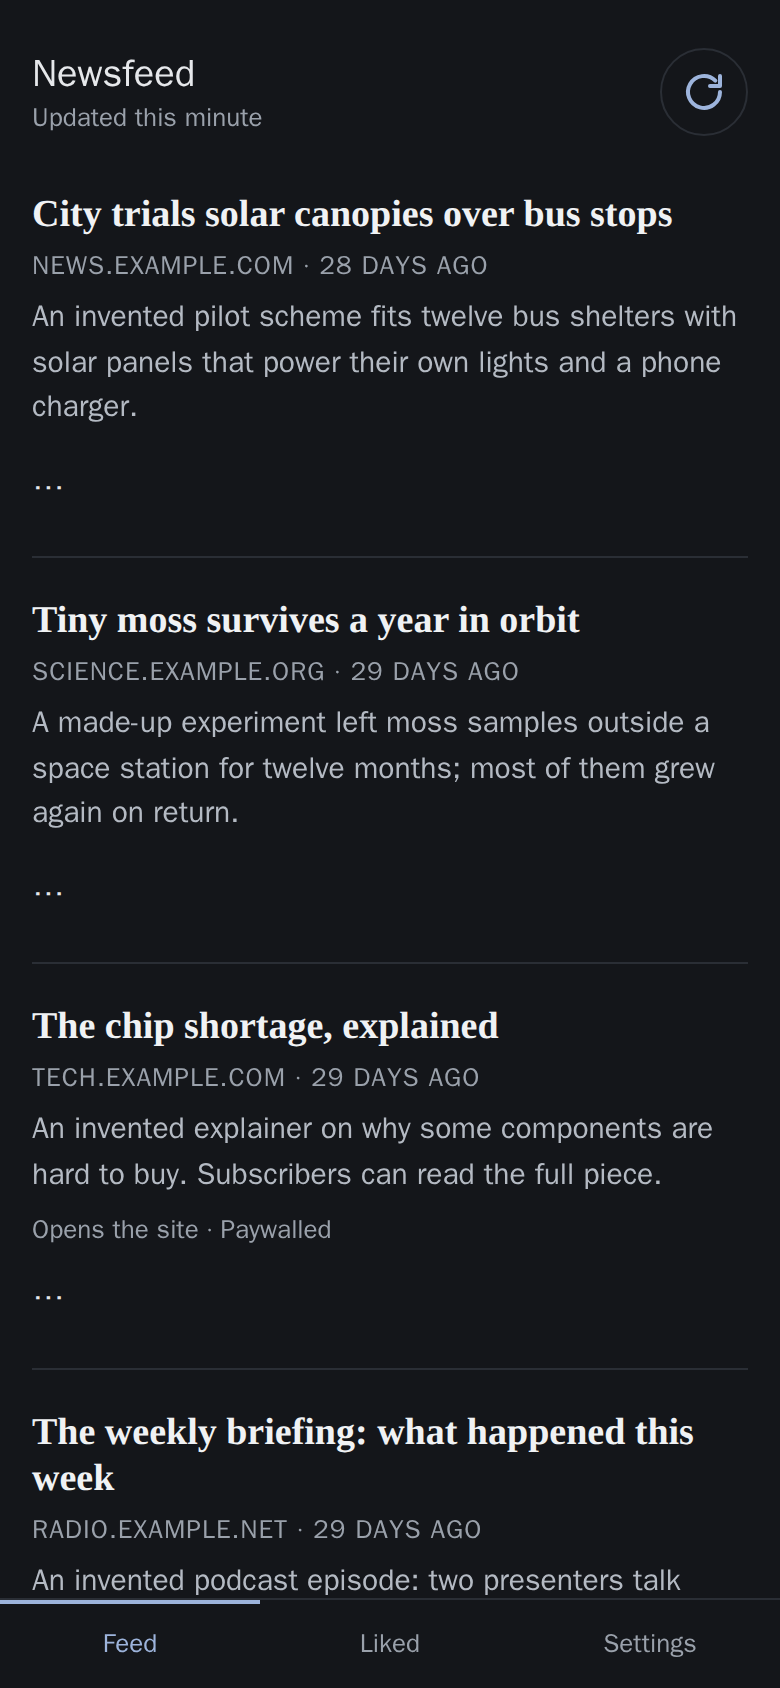 Newsfeed
Updated this minute
City trials solar canopies over bus stops
NEWS.EXAMPLE.COM · 28 DAYS AGO
An invented pilot scheme fits twelve bus shelters with
solar panels that power their own lights and a phone
charger.
...
Tiny moss survives a year in orbit
SCIENCE.EXAMPLE.ORG · 29 DAYS AGO
A made-up experiment left moss samples outside a
space station for twelve months; most of them grew
again on return.
...
The chip shortage, explained
TECH.EXAMPLE.COM · 29 DAYS AGO
An invented explainer on why some components are
hard to buy. Subscribers can read the full piece.
Opens the site · Paywalled
...
The weekly briefing: what happened this
week
RADIO.EXAMPLE.NET · 29 DAYS AGO
An invented podcast episode: two presenters talk
Feed
Liked
Settings